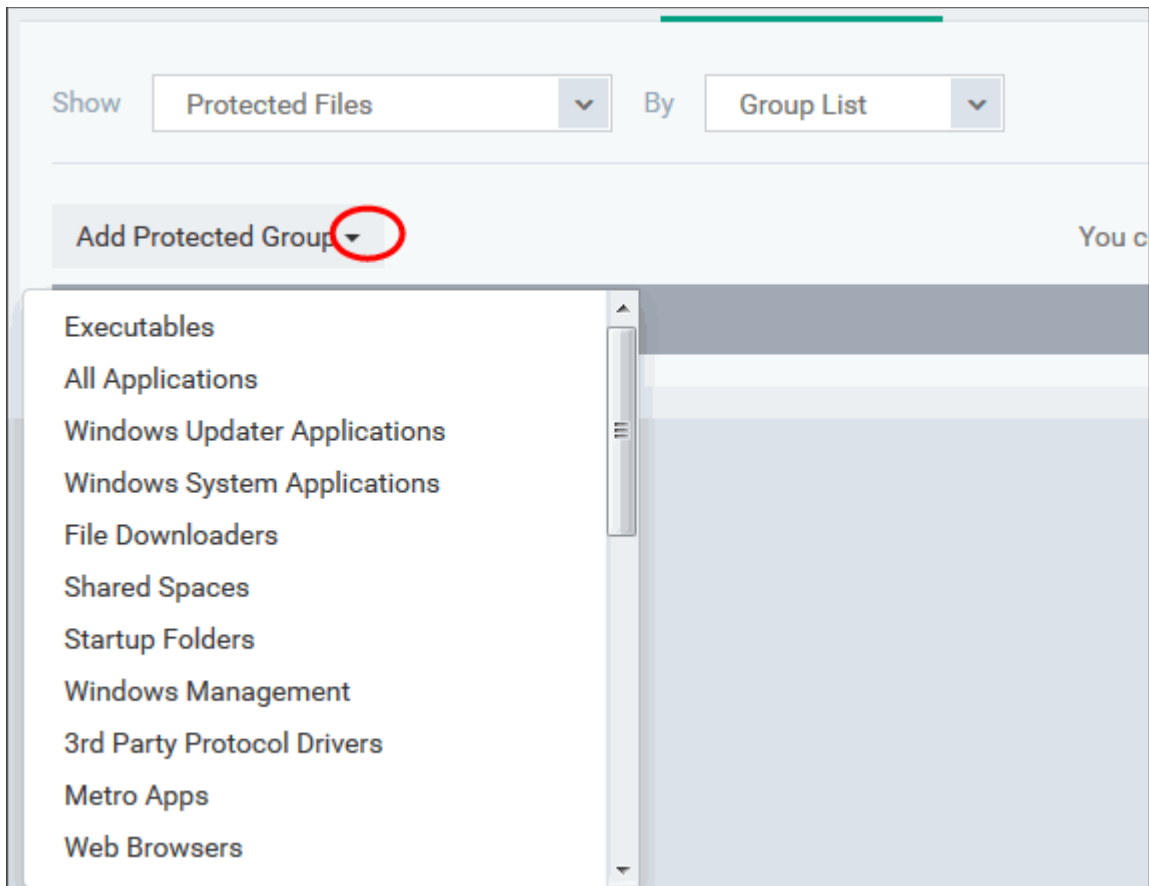 Show Protected Files By Group List
Add Protected Group You c
Executables
All Applications
Windows Updater Applications
Windows System Applications
File Downloaders
Shared Spaces
Startup Folders
Windows Management
3rd Party Protocol Drivers
Metro Apps
Web Browsers